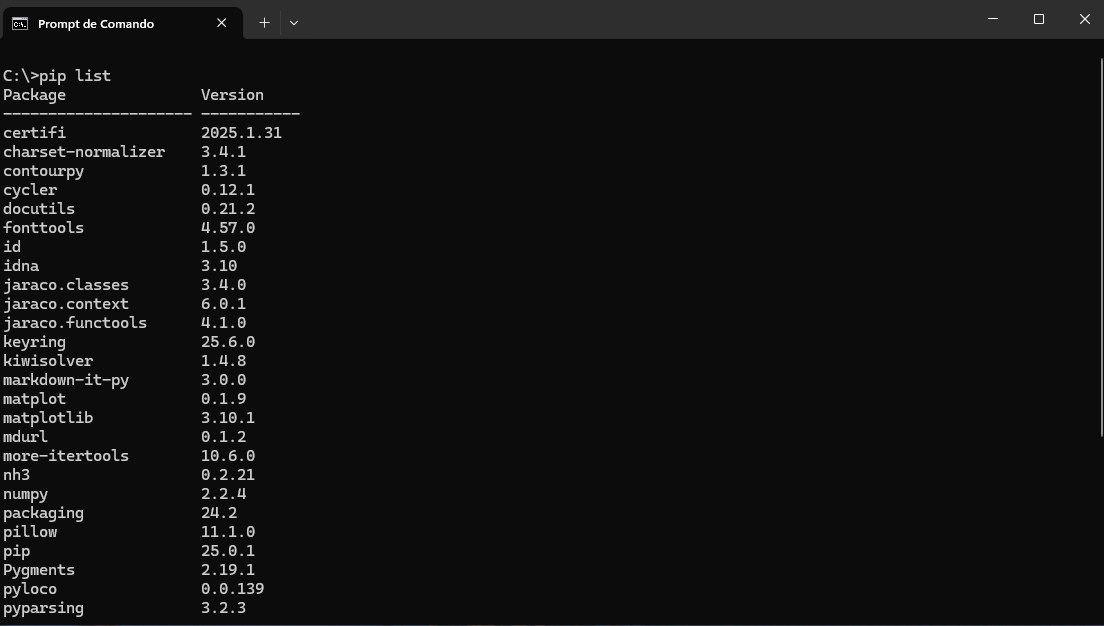 Prompt de Comando
C:\>pip list
Package Version
--------------------- -----------
certifi 2025.1.31
charset-normalizer 3.4.1
contourpy 1.3.1
cycler 0.12.1
docutils 0.21.2
fonttools 4.57.0
id 1.5.0
idna 3.10
jaraco.classes 3.4.0
jaraco.context 6.0.1
jaraco.functools 4.1.0
keyring 25.6.0
kiwisolver 1.4.8
markdown-it-py 3.0.0
matplot 0.1.9
matplotlib 3.10.1
mdurl 0.1.2
more-itertools 10.6.0
nh3 0.2.21
numpy 2.2.4
packaging 24.2
pillow 11.1.0
pip 25.0.1
Pygments 2.19.1
pyloco 0.0.139
pyparsing 3.2.3